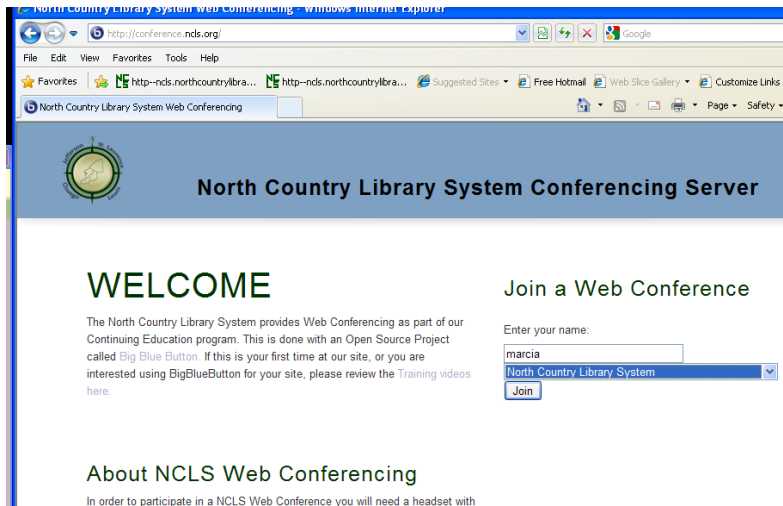 North Country Library System Web Conferencing - Windows Internet Explorer
http://conference.ncls.org/
Google
File Edit View Favorites Tools Help
Favorites http--ncls.northcountrylibra... http--ncls.northcountrylibra... Suggested Sites Free Hotmail Web Slice Gallery Customize Links
North Country Library System Web Conferencing
Page Safety
Jefferson St. Lawrence
Oswego Lewis
North Country Library System Conferencing Server
WELCOME
Join a Web Conference
The North Country Library System provides Web Conferencing as part of our
Continuing Education program. This is done with an Open Source Project
called Big Blue Button. If this is your first time at our site, or you are
interested using BigBlueButton for your site, please review the Training videos
here.
Enter your name:
marcia
North Country Library System
Join
About NCLS Web Conferencing
In order to participate in a NCLS Web Conference you will need a headset with